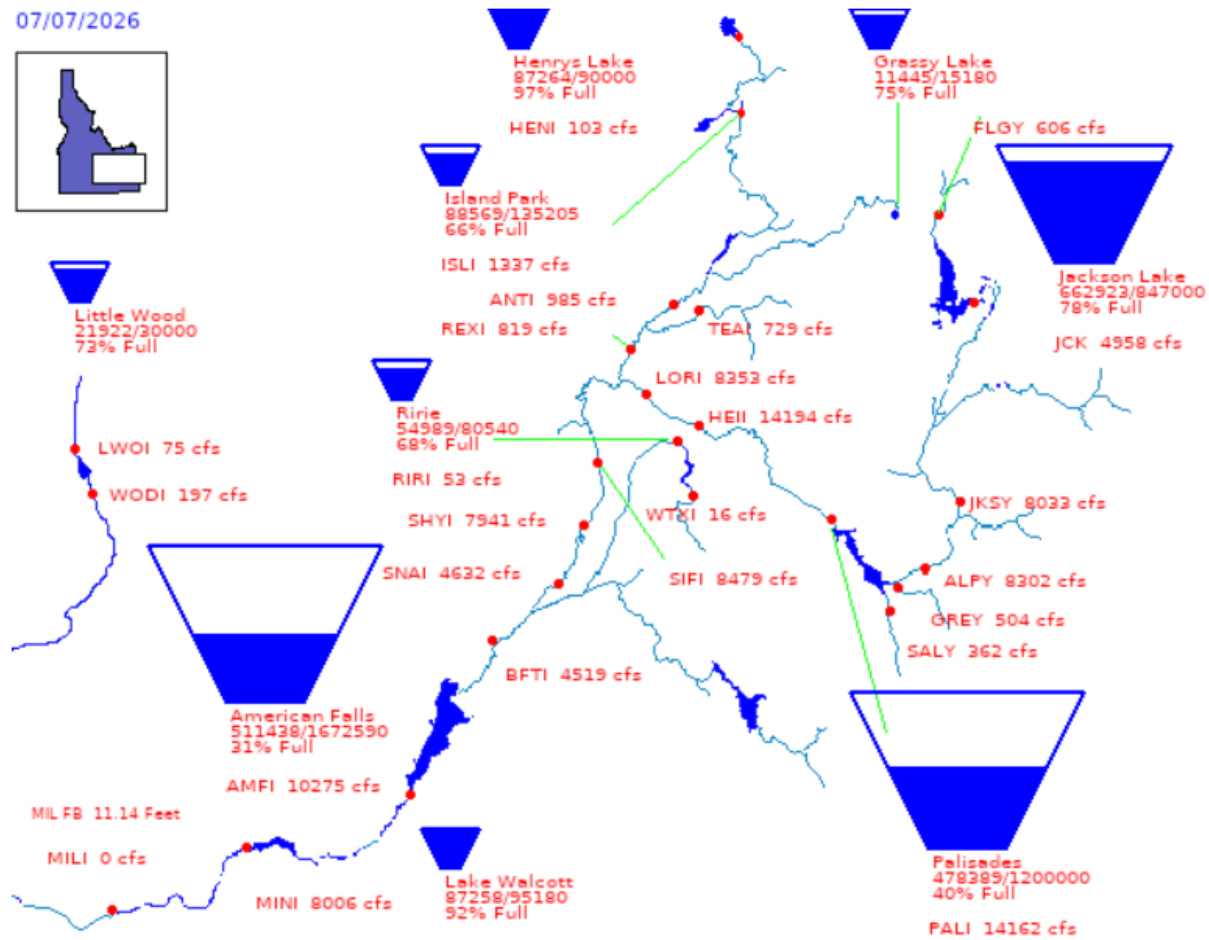 07/07/2026
Henrys Lake
87264/90000
97% Full
HENI 103 cfs
Grassy Lake
11445/15180
75% Full
FLGY 606 cfs
Island Park
88569/135205
66% Full
ISLI 1337 cfs
ANTI 985 cfs
REXI 819 cfs
TEAI 729 cfs
Jackson Lake
662923/847000
78% Full
JCK 4958 cfs
Little Wood
21922/30000
73% Full
LWOI 75 cfs
WODI 197 cfs
LORI 8353 cfs
HEII 14194 cfs
Ririe
54989/80540
68% Full
RIRI 53 cfs
WTXI 16 cfs
SHYI 7941 cfs
SNAI 4632 cfs
SIFI 8479 cfs
JKSY 8033 cfs
ALPY 8302 cfs
GREY 504 cfs
SALY 362 cfs
BFTI 4519 cfs
American Falls
511438/1672590
31% Full
AMFI 10275 cfs
MIL FB 11.14 Feet
MILI 0 cfs
MINI 8006 cfs
Lake Walcott
87258/95180
92% Full
Palisades
478389/1200000
40% Full
PALI 14162 cfs